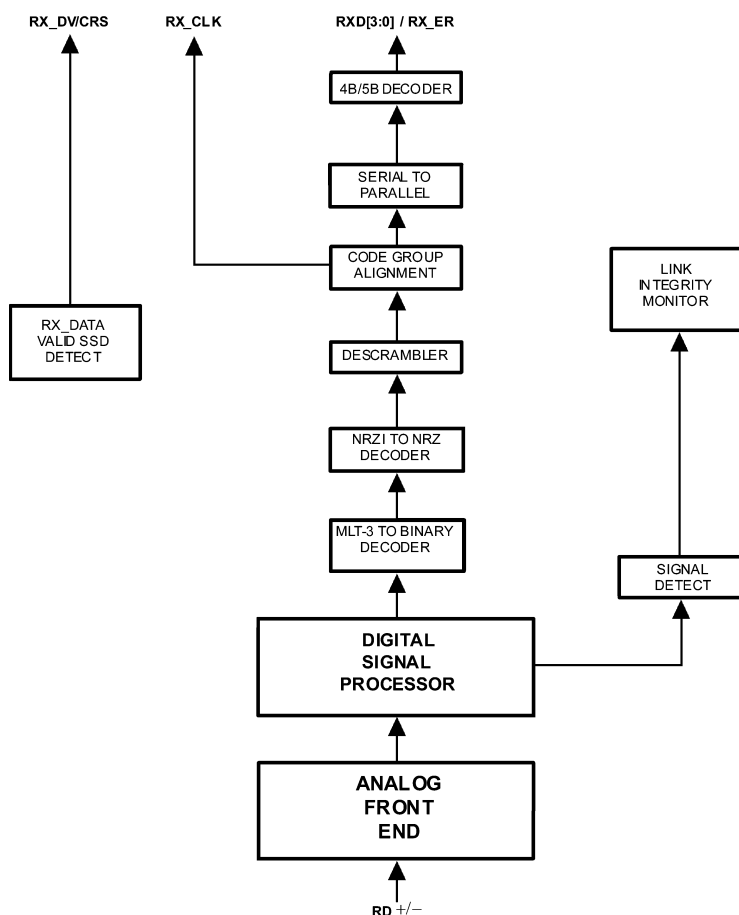 RX_DV/CRS
RX_CLK
RXD[3:0] / RX_ER
4B/5B DECODER
SERIAL TO
PARALLEL
CODE GROUP
ALIGNMENT
LINK
INTEGRITY
MONITOR
RX_DATA
VALID SSD
DETECT
DESCRAMBLER
NRZI TO NRZ
DECODER
MLT-3 TO BINARY
DECODER
SIGNAL
DETECT
DIGITAL
SIGNAL
PROCESSOR
ANALOG
FRONT
END
RD +/−